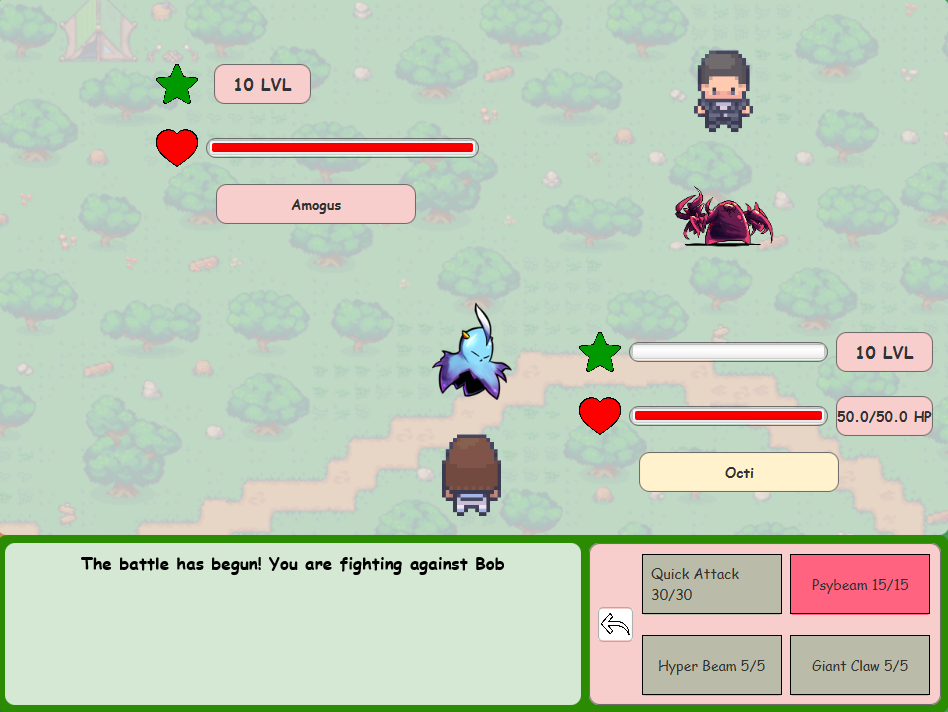 10 LVL
Amogus
10 LVL
50.0/50.0 HP
Octi
The battle has begun! You are fighting against Bob
Quick Attack
30/30
Psybeam 15/15
Hyper Beam 5/5
Giant Claw 5/5